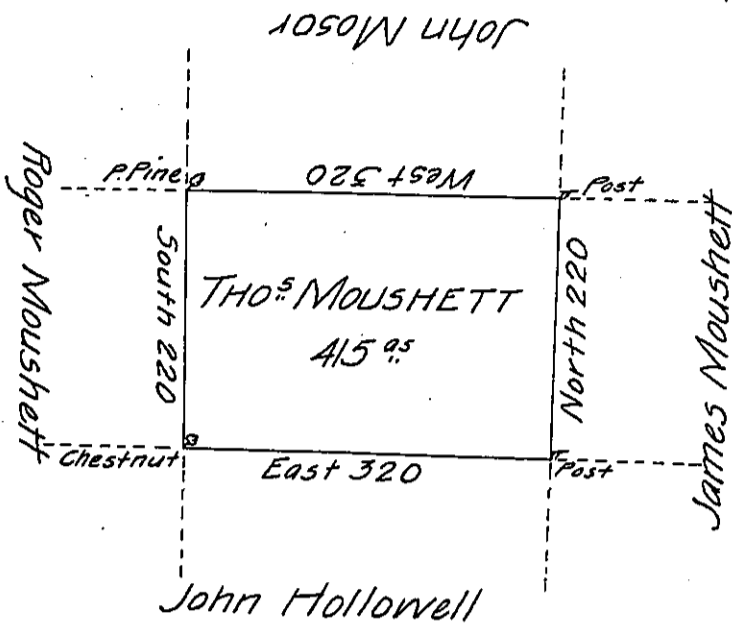 John Mosor
P.Pine
West 320
Post
Roger Moushett
South 220
THOS MOUSHETT
415 as
North 220
James Moushett
Chestnut
East 320
Post
John Hollowell